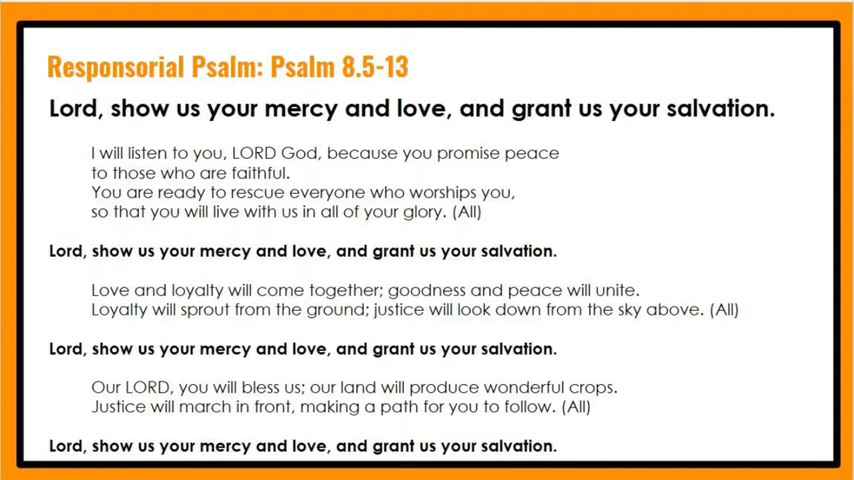 Responsorial Psalm: Psalm 8.5-13
Lord, show us your mercy and love, and grant us your salvation.
I will listen to you, LORD God, because you promise peace
to those who are faithful.
You are ready to rescue everyone who worships you,
so that you will live with us in all of your glory. (All)
Lord, show us your mercy and love, and grant us your salvation.
Love and loyalty will come together; goodness and peace will unite.
Loyalty will sprout from the ground; justice will look down from the sky above. (All)
Lord, show us your mercy and love, and grant us your salvation.
Our LORD, you will bless us; our land will produce wonderful crops.
Justice will march in front, making a path for you to follow. (All)
Lord, show us your mercy and love, and grant us your salvation.